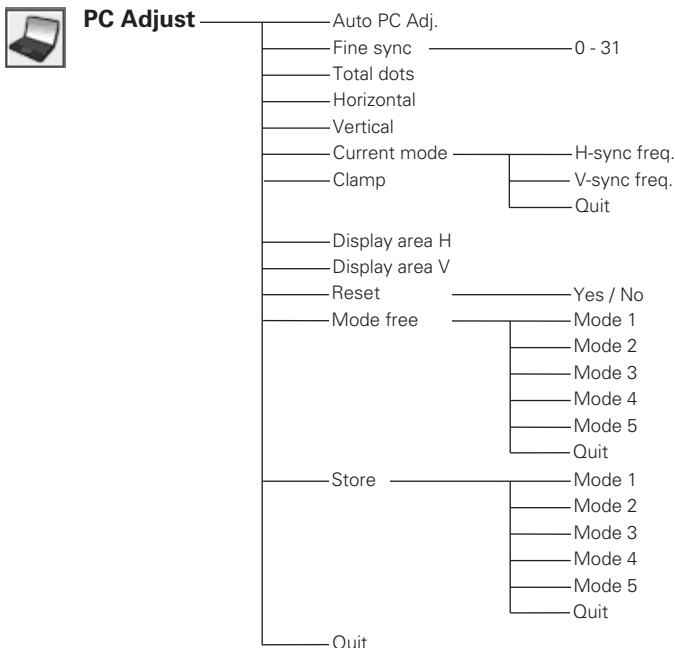 PC Adjust
Auto PC Adj.
Fine sync 0 - 31
Total dots
Horizontal
Vertical
Current mode H-sync freq.
Clamp V-sync freq.
Quit
Display area H
Display area V
Reset Yes / No
Mode free Mode 1
Mode 2
Mode 3
Mode 4
Mode 5
Quit
Store Mode 1
Mode 2
Mode 3
Mode 4
Mode 5
Quit
Quit